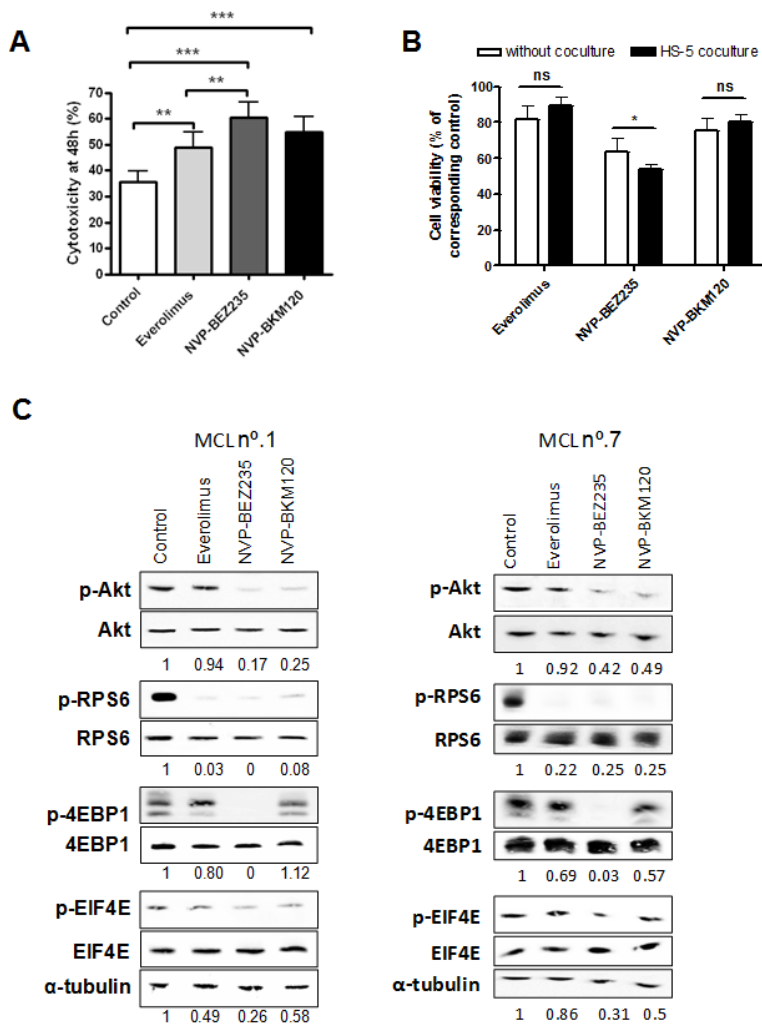 A
***
***
**
**
Cytotoxicity at 48h (%)
70
60
50
40
30
20
10
0
Control
Everolimus
NVP-BEZ235
NVP-BKM120
B
without coculture
HS-5 coculture
ns
*
ns
Cell viability (% of
corresponding control)
100
80
60
40
20
0
Everolimus
NVP-BEZ235
NVP-BKM120
C
MCL nº.1
Control
Everolimus
NVP-BEZ235
NVP-BKM120
p-Akt
Akt
1 0.94 0.17 0.25
p-RPS6
RPS6
1 0.03 0 0.08
p-4EBP1
4EBP1
1 0.80 0 1.12
p-EIF4E
EIF4E
α-tubulin
1 0.49 0.26 0.58
MCL nº.7
Control
Everolimus
NVP-BEZ235
NVP-BKM120
p-Akt
Akt
1 0.92 0.42 0.49
p-RPS6
RPS6
1 0.22 0.25 0.25
p-4EBP1
4EBP1
1 0.69 0.03 0.57
p-EIF4E
EIF4E
α-tubulin
1 0.86 0.31 0.5